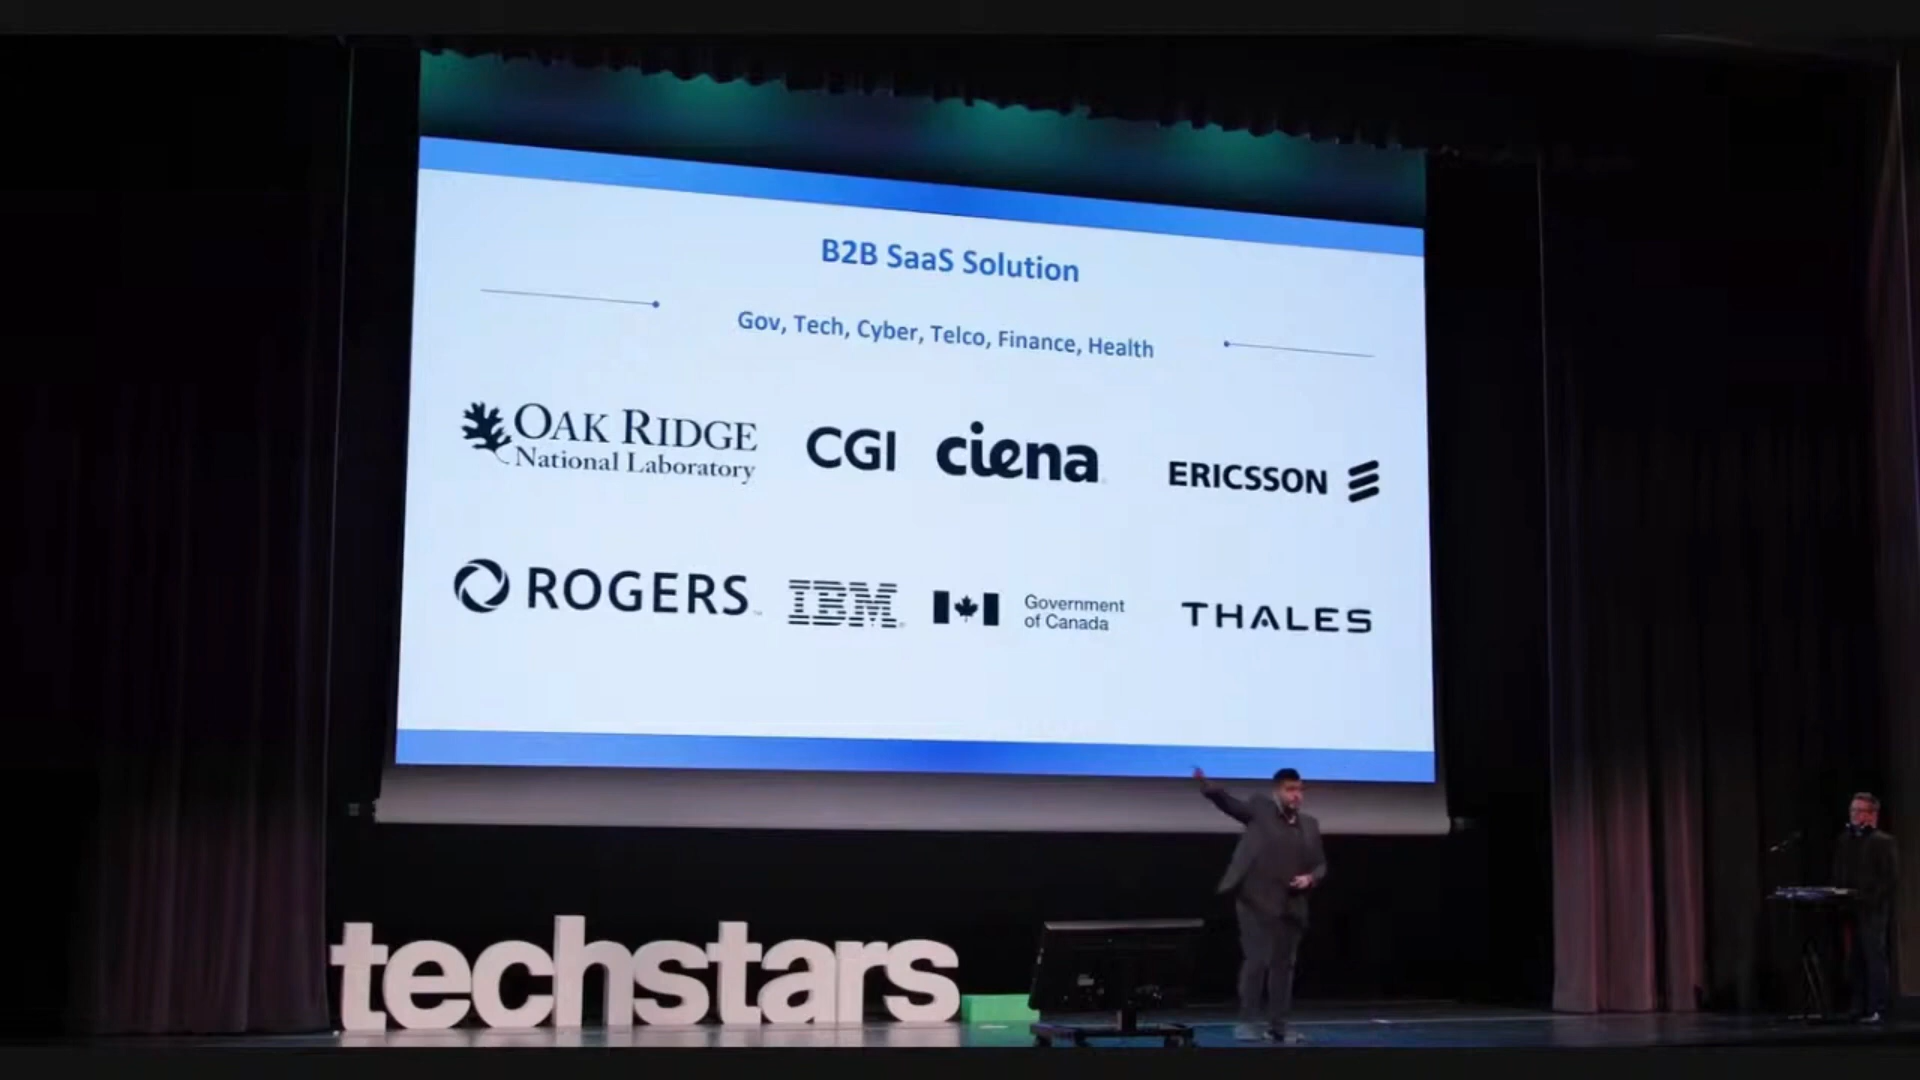 B2B SaaS Solution
Gov, Tech, Cyber, Telco, Finance, Health
OAK RIDGE
National Laboratory
CGI
ciena
ERICSSON
ROGERS
IBM
Government
of Canada
THALES
techstars